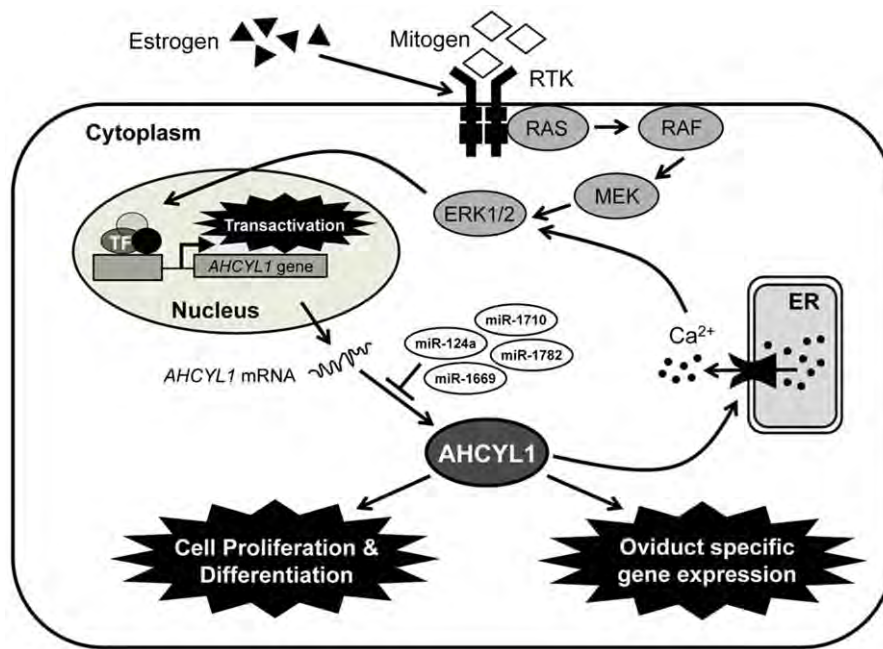 Estrogen
Mitogen
RTK
Cytoplasm
RAS
RAF
MEK
ERK1/2
Transactivation
TF
AHCYL1 gene
Nucleus
ER
Ca²⁺
miR-1710
miR-124a
miR-1782
miR-1669
AHCYL1 mRNA
AHCYL1
Cell Proliferation &
Differentiation
Oviduct specific
gene expression